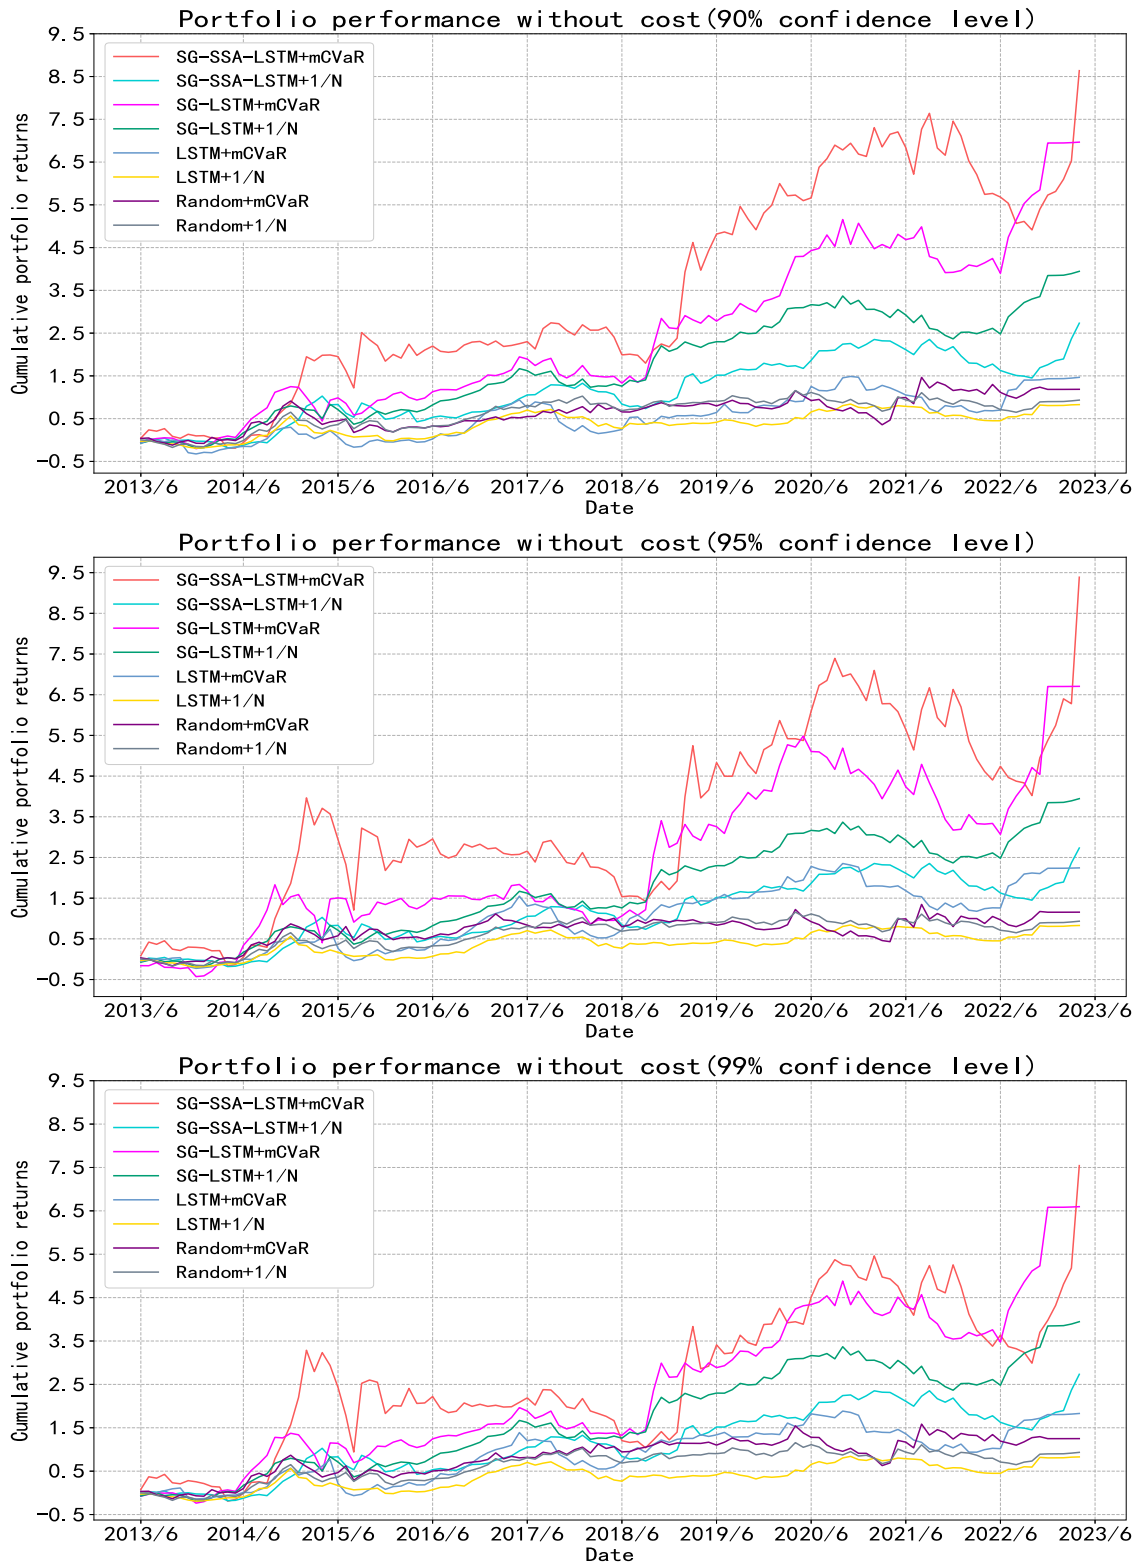 Portfolio performance without cost(90% confidence level)
9.5
8.5
7.5
6.5
5.5
4.5
3.5
2.5
1.5
0.5
−0.5
Cumulative portfolio returns
SG-SSA-LSTM+mCVaR
SG-SSA-LSTM+1/N
SG-LSTM+mCVaR
SG-LSTM+1/N
LSTM+mCVaR
LSTM+1/N
Random+mCVaR
Random+1/N
2013/6 2014/6 2015/6 2016/6 2017/6 2018/6 2019/6 2020/6 2021/6 2022/6 2023/6
Date
Portfolio performance without cost(95% confidence level)
9.5
8.5
7.5
6.5
5.5
4.5
3.5
2.5
1.5
0.5
−0.5
Cumulative portfolio returns
SG-SSA-LSTM+mCVaR
SG-SSA-LSTM+1/N
SG-LSTM+mCVaR
SG-LSTM+1/N
LSTM+mCVaR
LSTM+1/N
Random+mCVaR
Random+1/N
2013/6 2014/6 2015/6 2016/6 2017/6 2018/6 2019/6 2020/6 2021/6 2022/6 2023/6
Date
Portfolio performance without cost(99% confidence level)
9.5
8.5
7.5
6.5
5.5
4.5
3.5
2.5
1.5
0.5
−0.5
Cumulative portfolio returns
SG-SSA-LSTM+mCVaR
SG-SSA-LSTM+1/N
SG-LSTM+mCVaR
SG-LSTM+1/N
LSTM+mCVaR
LSTM+1/N
Random+mCVaR
Random+1/N
2013/6 2014/6 2015/6 2016/6 2017/6 2018/6 2019/6 2020/6 2021/6 2022/6 2023/6
Date